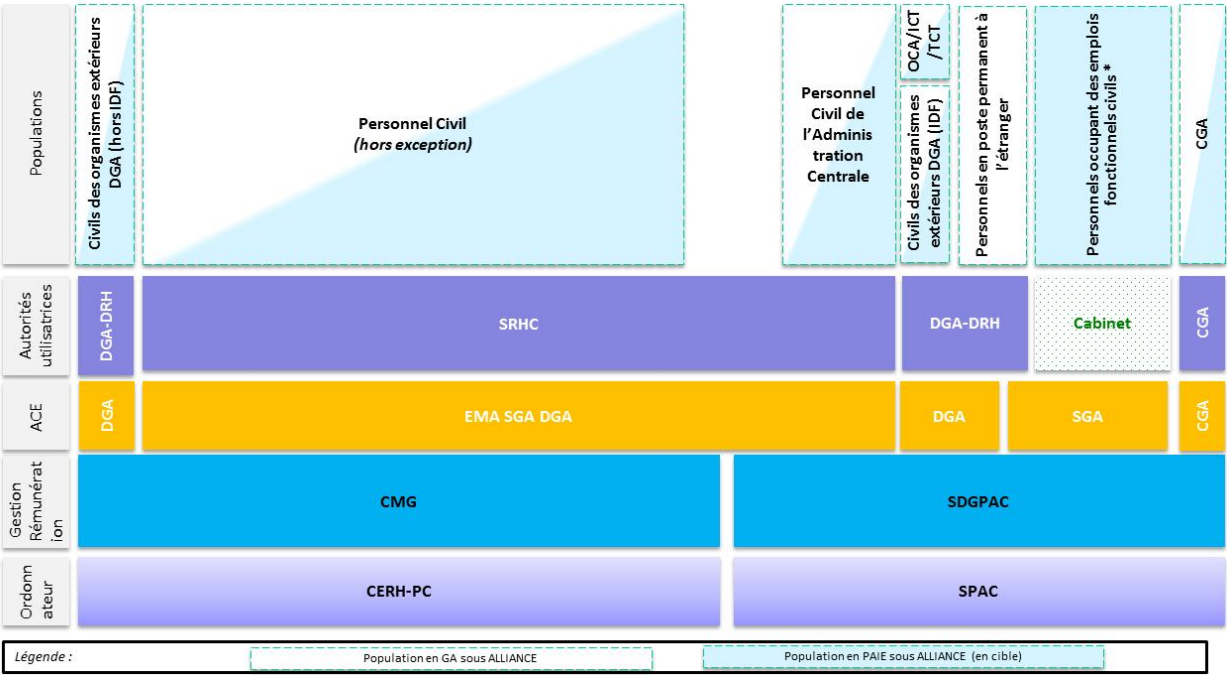 Populations
Civils des organismes extérieurs
DGA (hors IDF)
Personnel Civil
(hors exception)
Personnel
Civil de
l'Adminis
tration
Centrale
OCA/ICT
/TCT
Civils des organismes
extérieurs DGA (IDF)
Personnels en poste permanent à
l'étranger
Personnels occupant des emplois
fonctionnels civils *
CGA
Autorités
utilisatrices
DGA-DRH
SRHC
DGA-DRH
Cabinet
CGA
ACE
DGA
EMA SGA DGA
DGA
SGA
CGA
Gestion
Rémunérat
ion
CMG
SDGPAC
Ordonn
ateur
CERH-PC
SPAC
Légende :
Population en GA sous ALLIANCE
Population en PAIE sous ALLIANCE (en cible)